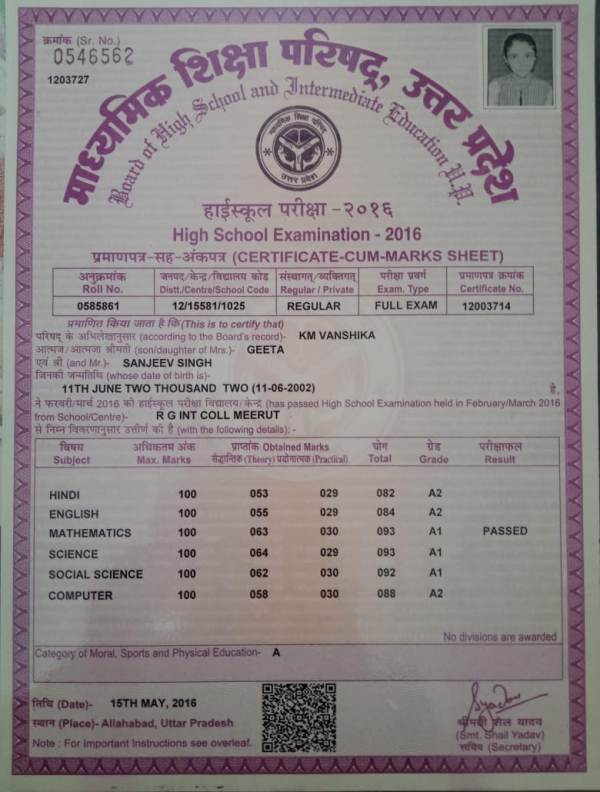 क्रमांक (Sr. No.)
0546562
1203727
माध्यमिक शिक्षा परिषद्, उत्तर प्रदेश
Board of High School and Intermediate Education U.P.
माध्यमिक शिक्षा परिषद
उत्तर प्रदेश
हाईस्कूल परीक्षा - २०१६
High School Examination - 2016
प्रमाणपत्र-सह-अंकपत्र (CERTIFICATE-CUM-MARKS SHEET)
अनुक्रमांक जनपद/केन्द्र/विद्यालय कोड संस्थागत/व्यक्तिगत परीक्षा प्रवर्ग प्रमाणपत्र क्रमांक
Roll No. Distt./Centre/School Code Regular / Private Exam. Type Certificate No.
0585861 12/15581/1025 REGULAR FULL EXAM 12003714
प्रमाणित किया जाता है कि (This is to certify that)
परिषद् के अभिलेखानुसार (according to the Board's record)- KM VANSHIKA
आत्मज/आत्मजा श्रीमती (son/daughter of Mrs.)- GEETA
एवं श्री (and Mr.)- SANJEEV SINGH
जिनकी जन्मतिथि (whose date of birth is)-
11TH JUNE TWO THOUSAND TWO (11-06-2002) है,
ने फरवरी/मार्च 2016 की हाईस्कूल परीक्षा विद्यालय/केन्द्र (has passed High School Examination held in February/March 2016
from School/Centre)- R G INT COLL MEERUT
से निम्न विवरणानुसार उत्तीर्ण की है (with the following details): -
विषय अधिकतम अंक प्राप्तांक Obtained Marks योग ग्रेड परीक्षाफल
Subject Max. Marks सैद्धान्तिक (Theory) प्रयोगात्मक (Practical) Total Grade Result
HINDI 100 053 029 082 A2
ENGLISH 100 055 029 084 A2
MATHEMATICS 100 063 030 093 A1 PASSED
SCIENCE 100 064 029 093 A1
SOCIAL SCIENCE 100 062 030 092 A1
COMPUTER 100 058 030 088 A2
No divisions are awarded
Category of Moral, Sports and Physical Education- A
तिथि (Date)- 15TH MAY, 2016
स्थान (Place)- Allahabad, Uttar Pradesh
Note : For Important Instructions see overleaf.
श्रीमती शैल यादव
(Smt. Shail Yadav)
सचिव (Secretary)